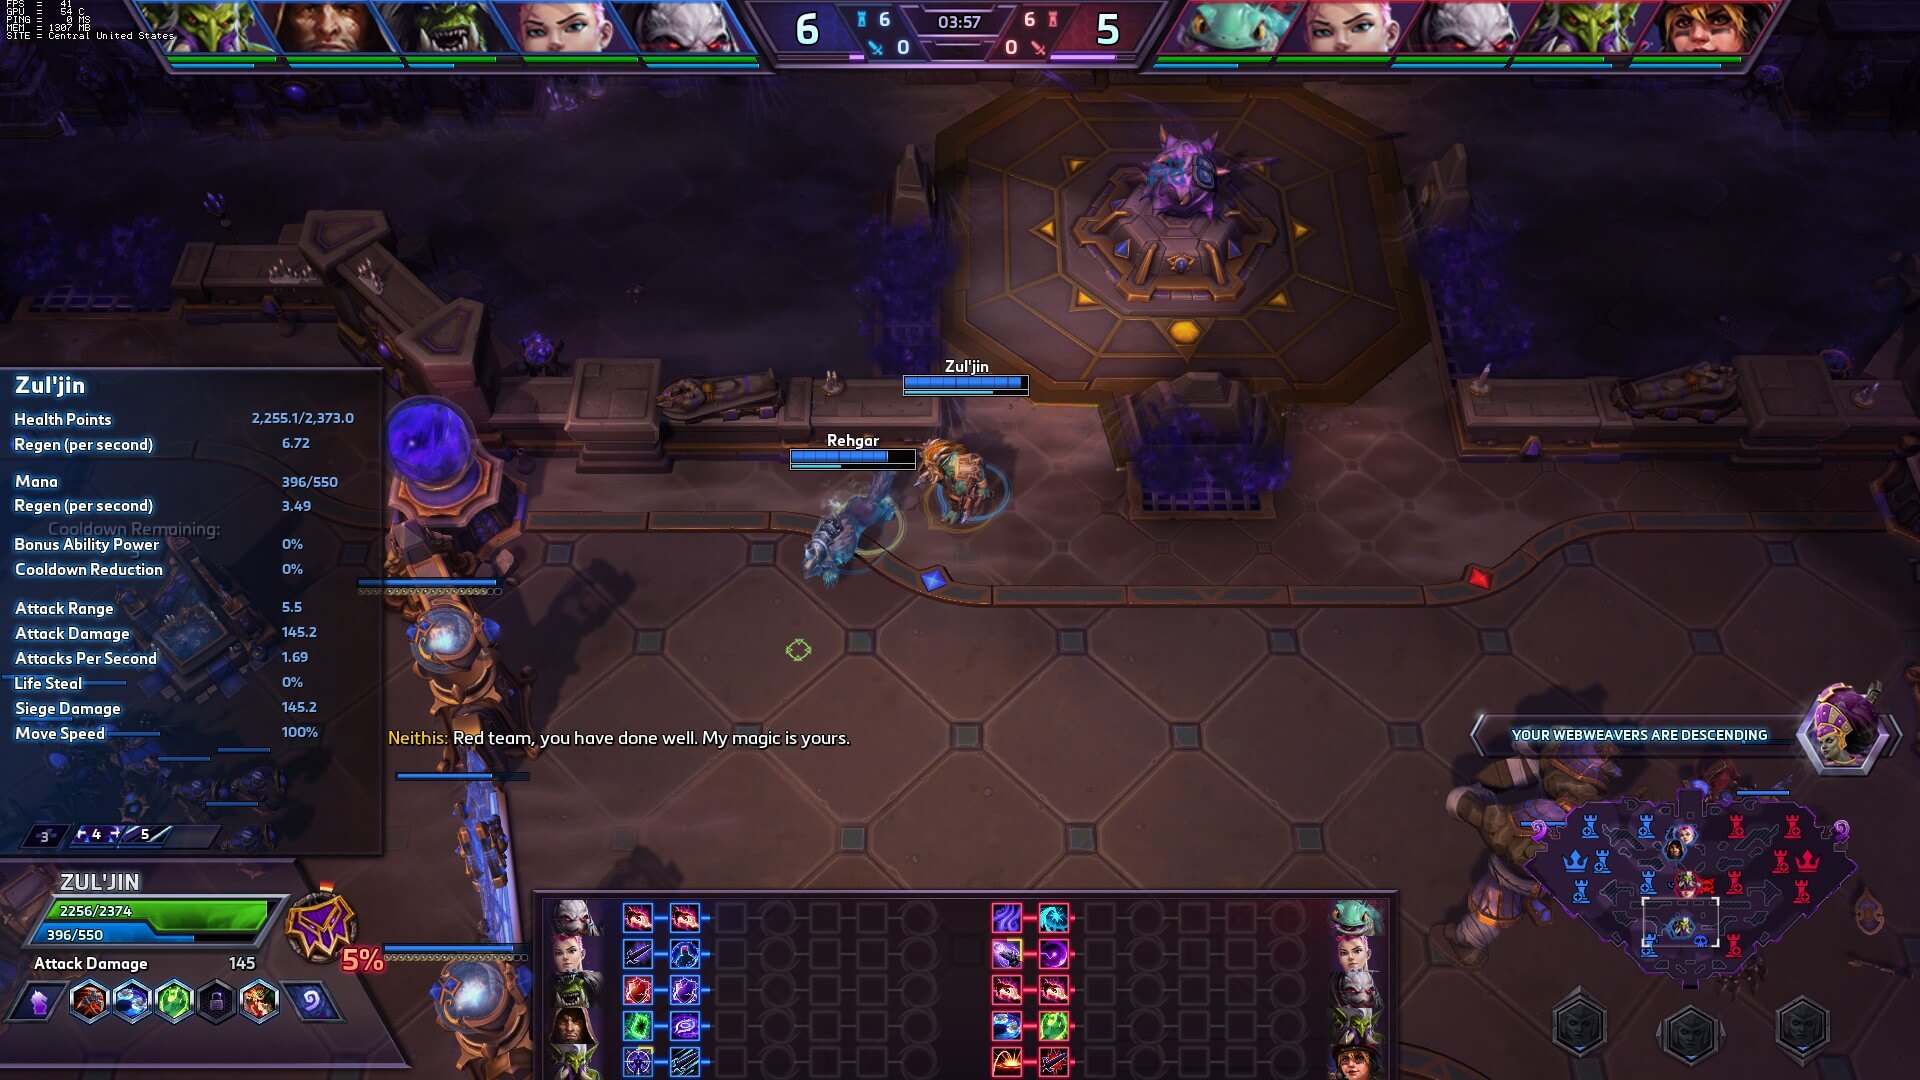 FPS = 41
GPU = 54 C
PING = 0 MS
MEM = 1307 MB
SITE = Central United States
6 6 03:57 6 5
0 0
Zul'jin
Rehgar
Zul'jin
Health Points 2,255.1/2,373.0
Regen (per second) 6.72
Mana 396/550
Regen (per second) 3.49
Cooldown Remaining:
Bonus Ability Power 0%
Cooldown Reduction 0%
Attack Range 5.5
Attack Damage 145.2
Attacks Per Second 1.69
Life Steal 0%
Siege Damage 145.2
Move Speed 100%
Neithis: Red team, you have done well. My magic is yours.
YOUR WEBWEAVERS ARE DESCENDING
3 4 5
ZUL'JIN
2256/2374
396/550
5%
Attack Damage 145